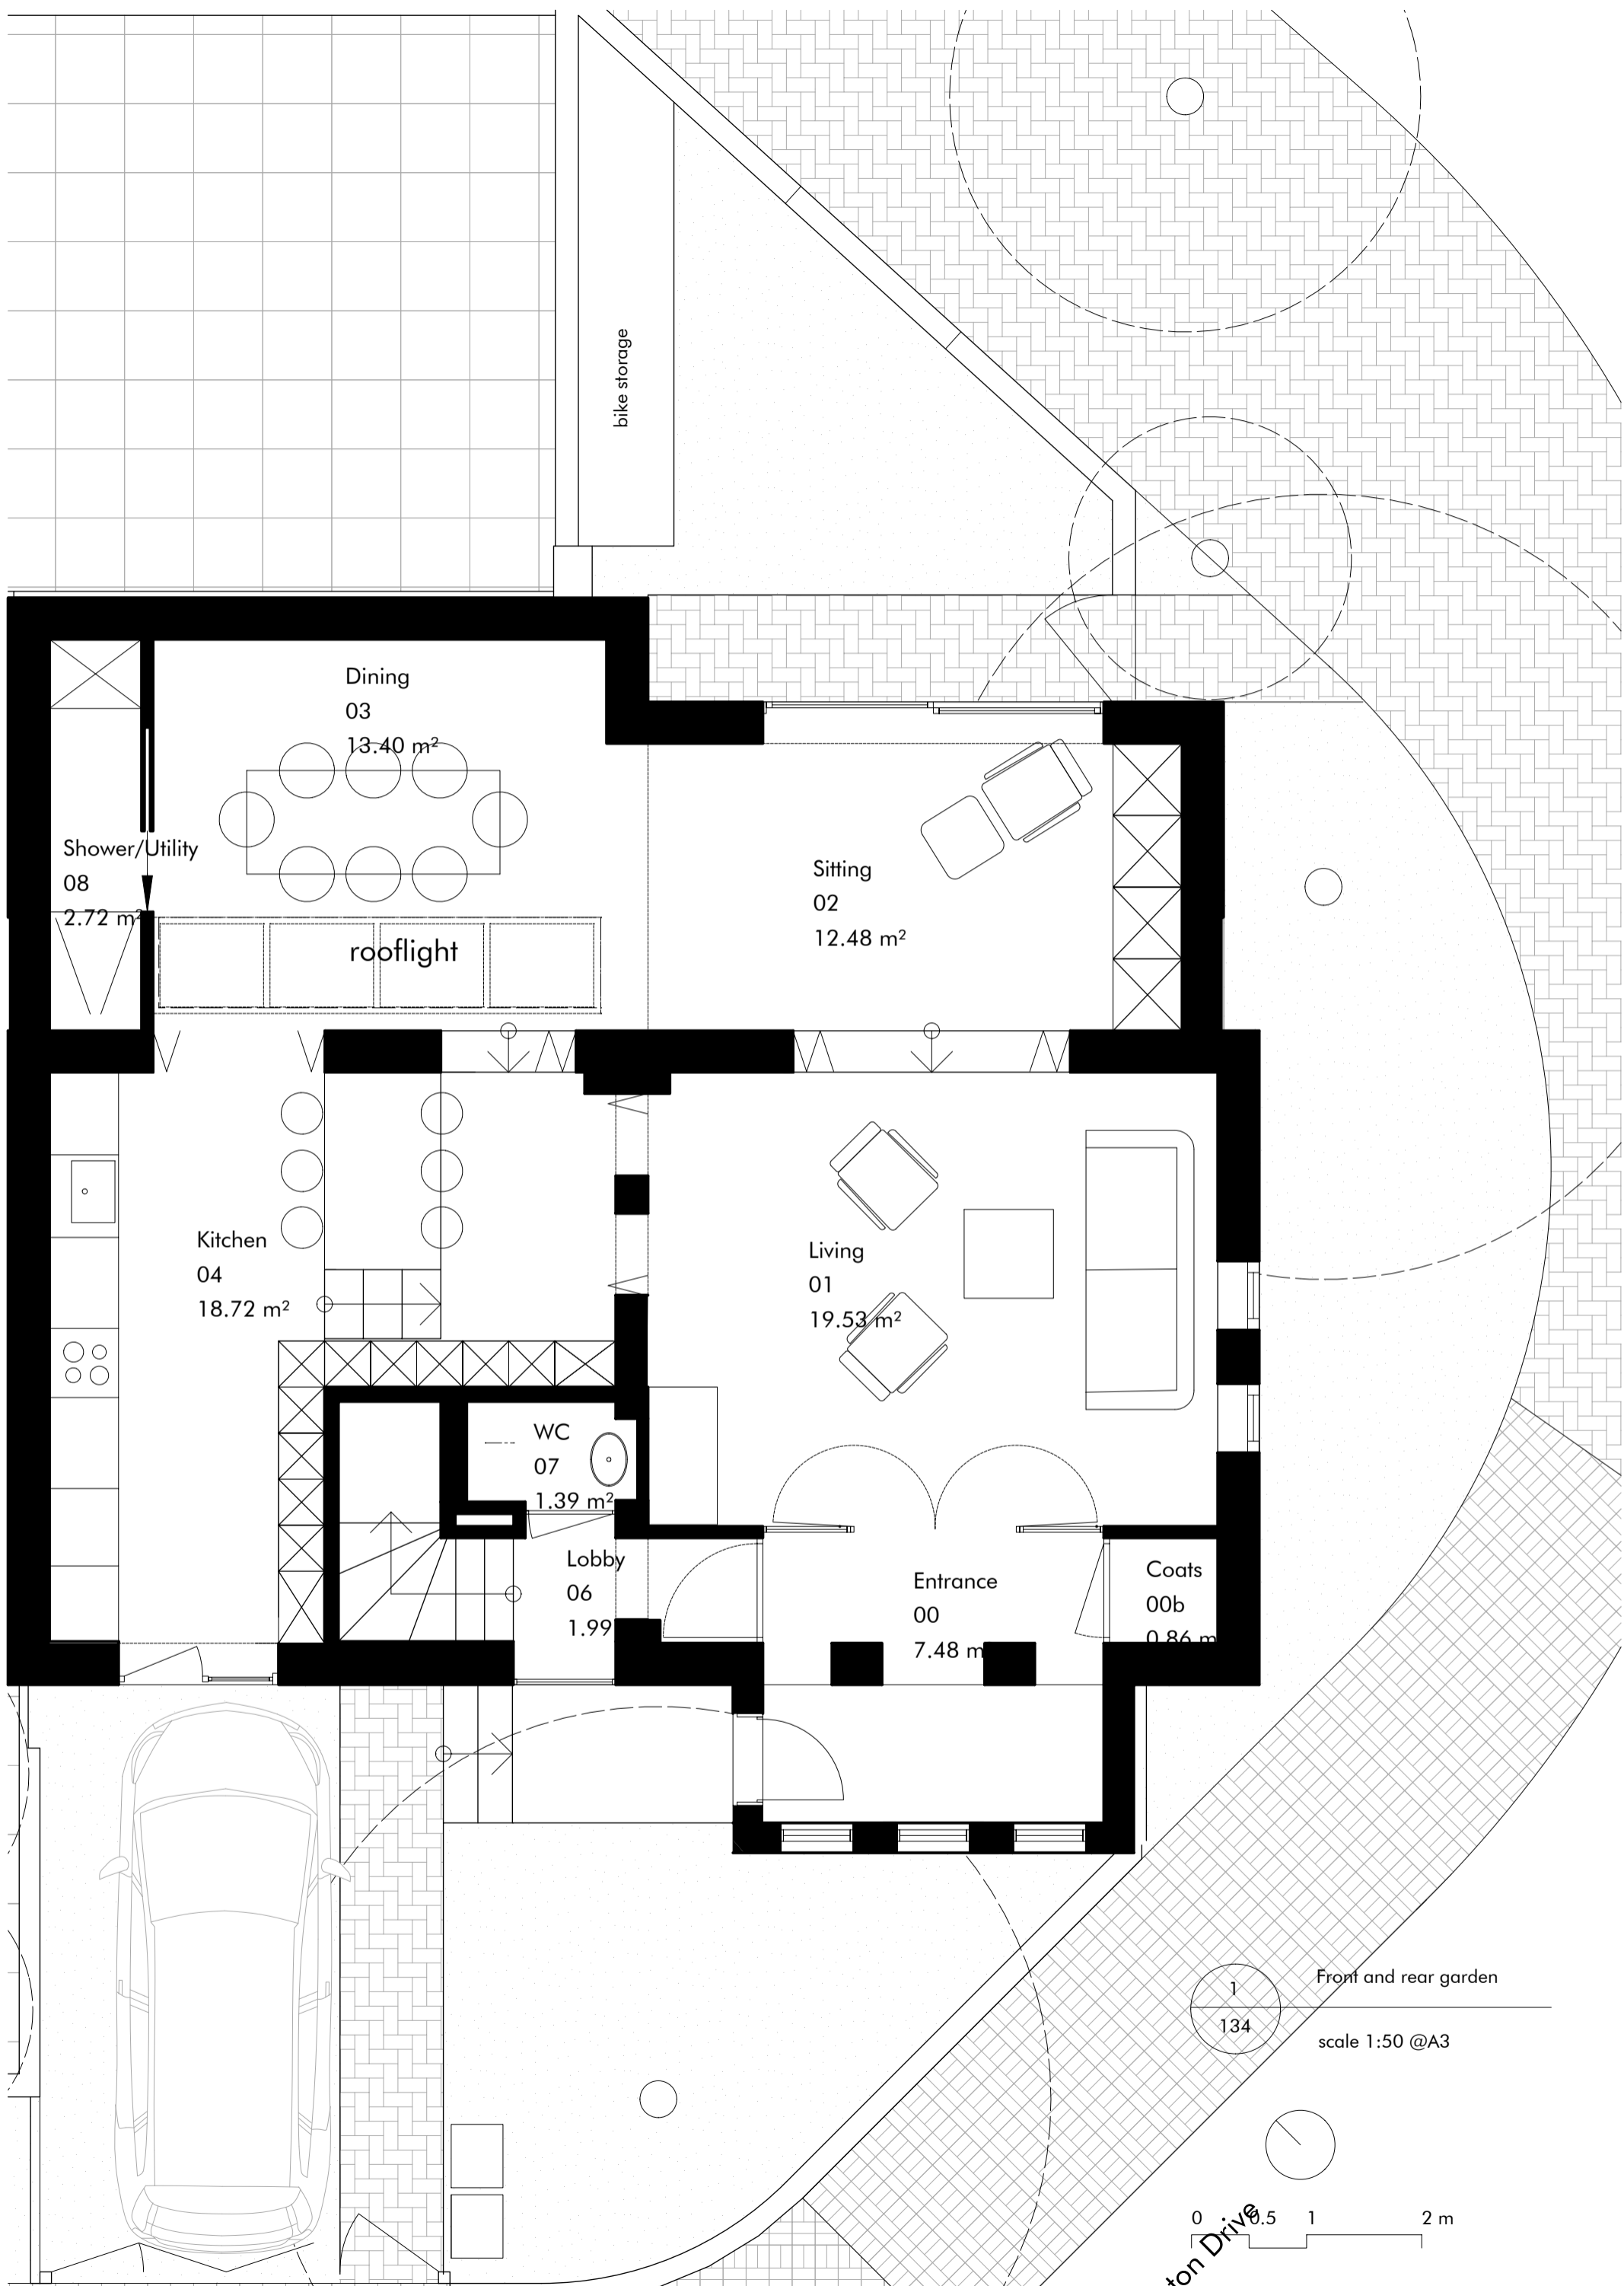 bike storage
Dining
03
13.40 m²
Shower/Utility
08
2.72 m²
rooflight
Sitting
02
12.48 m²
Kitchen
04
18.72 m²
Living
01
19.53 m²
WC
07
1.39 m²
Lobby
06
1.99
Entrance
00
7.48 m
Coats
00b
0.86 m
1
134
Front and rear garden
scale 1:50 @A3
0 0.5 1 2 m
ton Drive